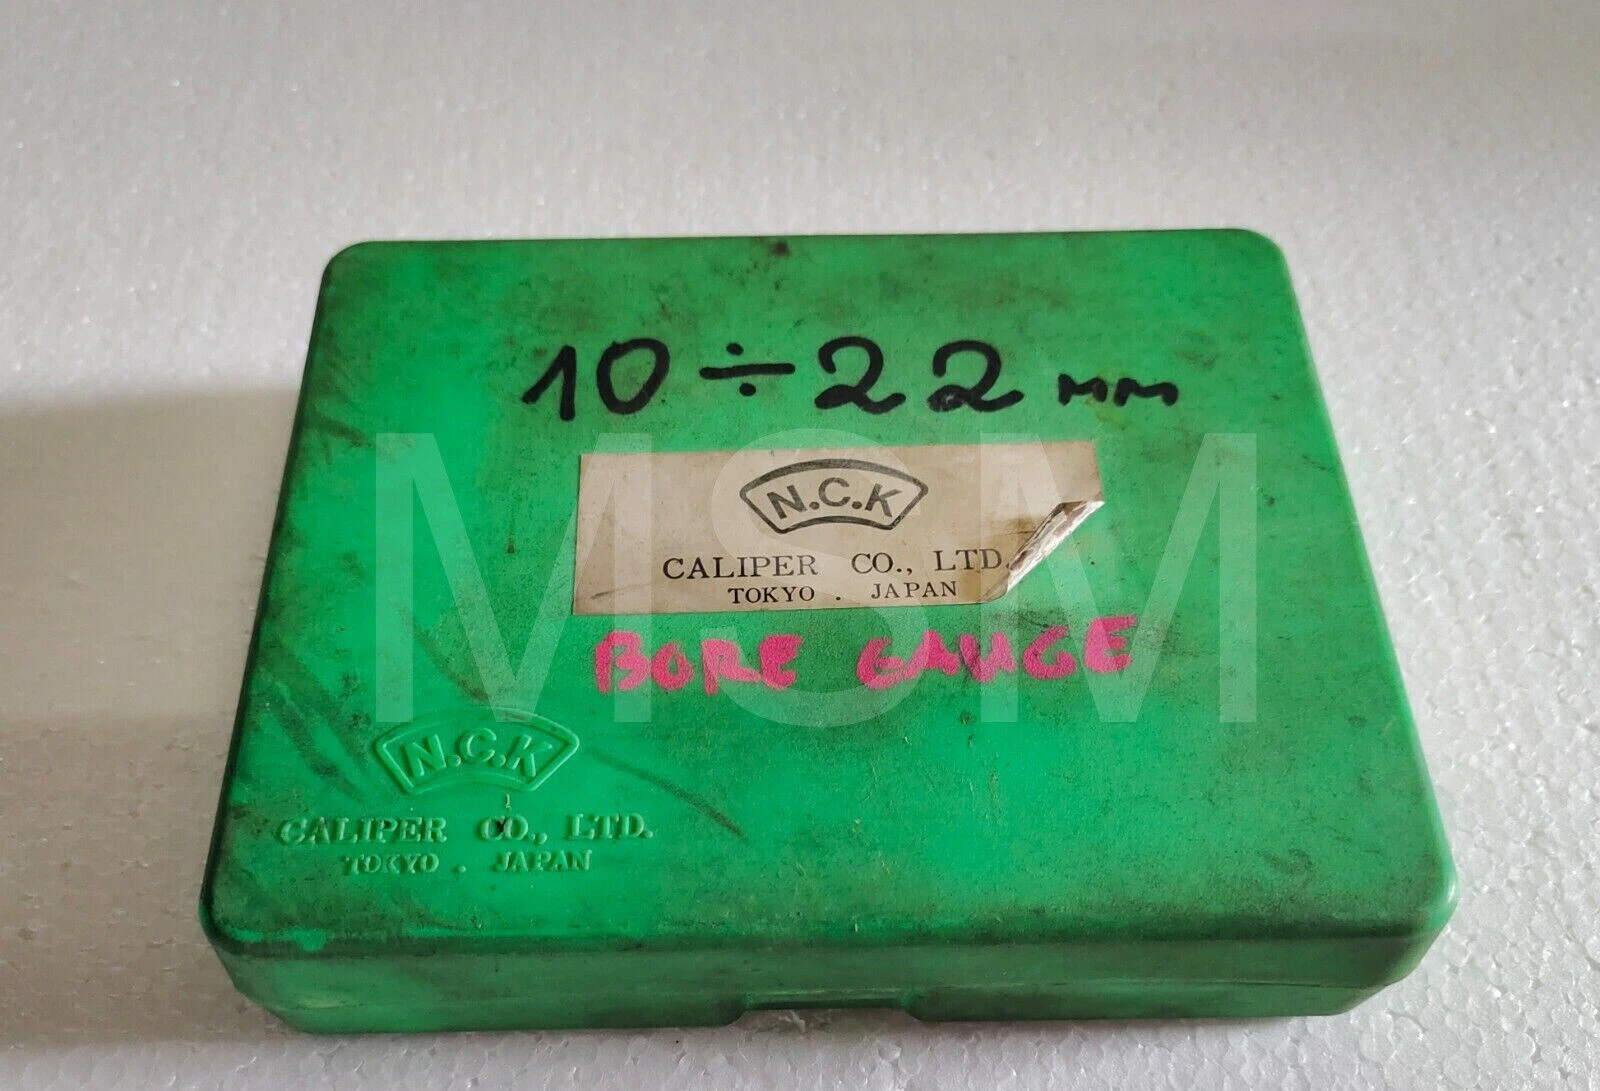 10÷22 mm
N.C.K
CALIPER CO., LTD.
TOKYO . JAPAN
BORE GAUGE
MSM
N.C.K
CALIPER CO., LTD.
TOKYO . JAPAN